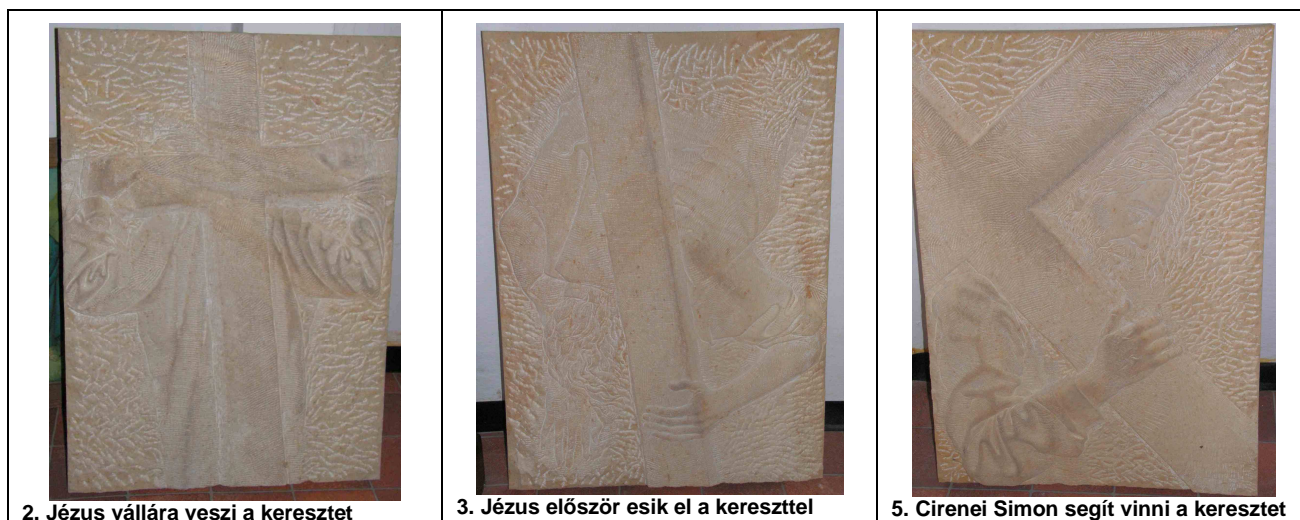 2. Jézus vállára veszi a keresztet
3. Jézus először esik el a kereszttel
5. Cirenei Simon segít vinni a keresztet